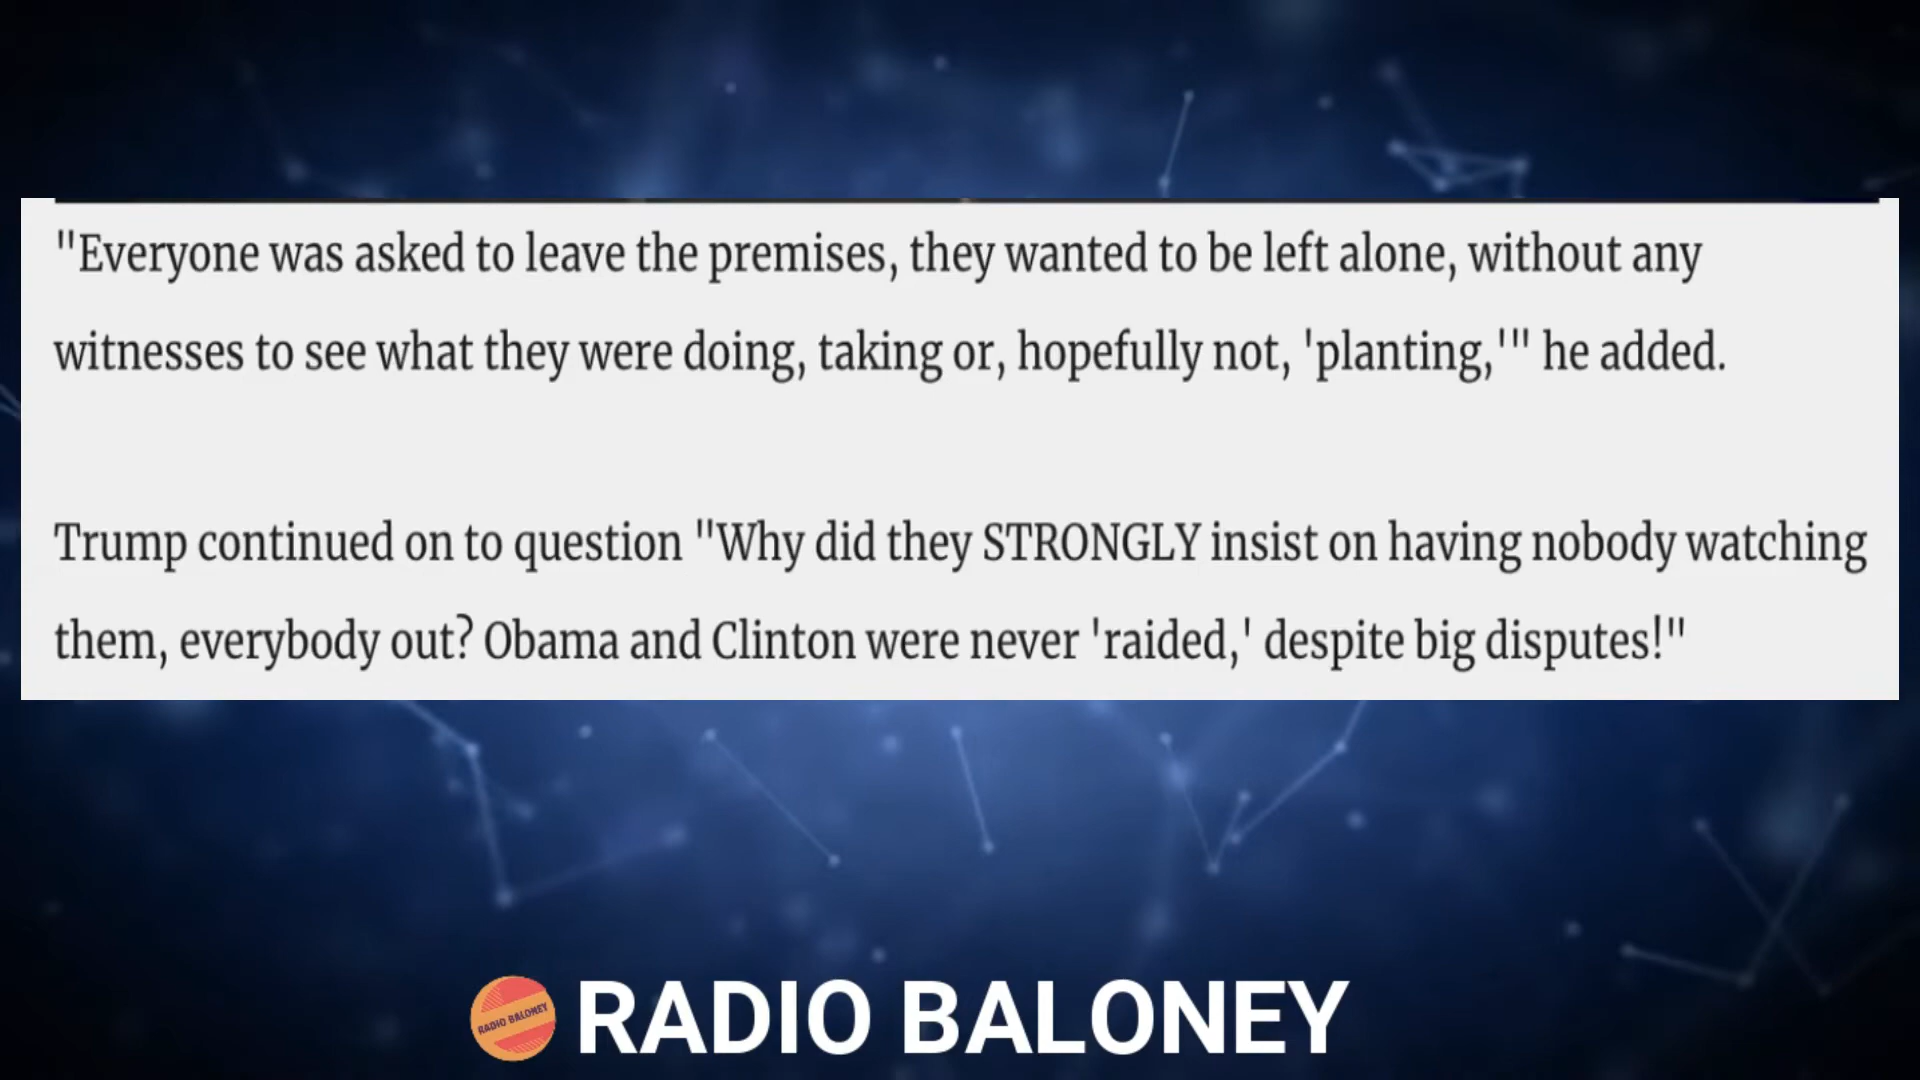 "Everyone was asked to leave the premises, they wanted to be left alone, without any
witnesses to see what they were doing, taking or, hopefully not, 'planting,'" he added.
Trump continued on to question "Why did they STRONGLY insist on having nobody watching
them, everybody out? Obama and Clinton were never 'raided,' despite big disputes!"
RADIO BALONEY
RADIO BALONEY